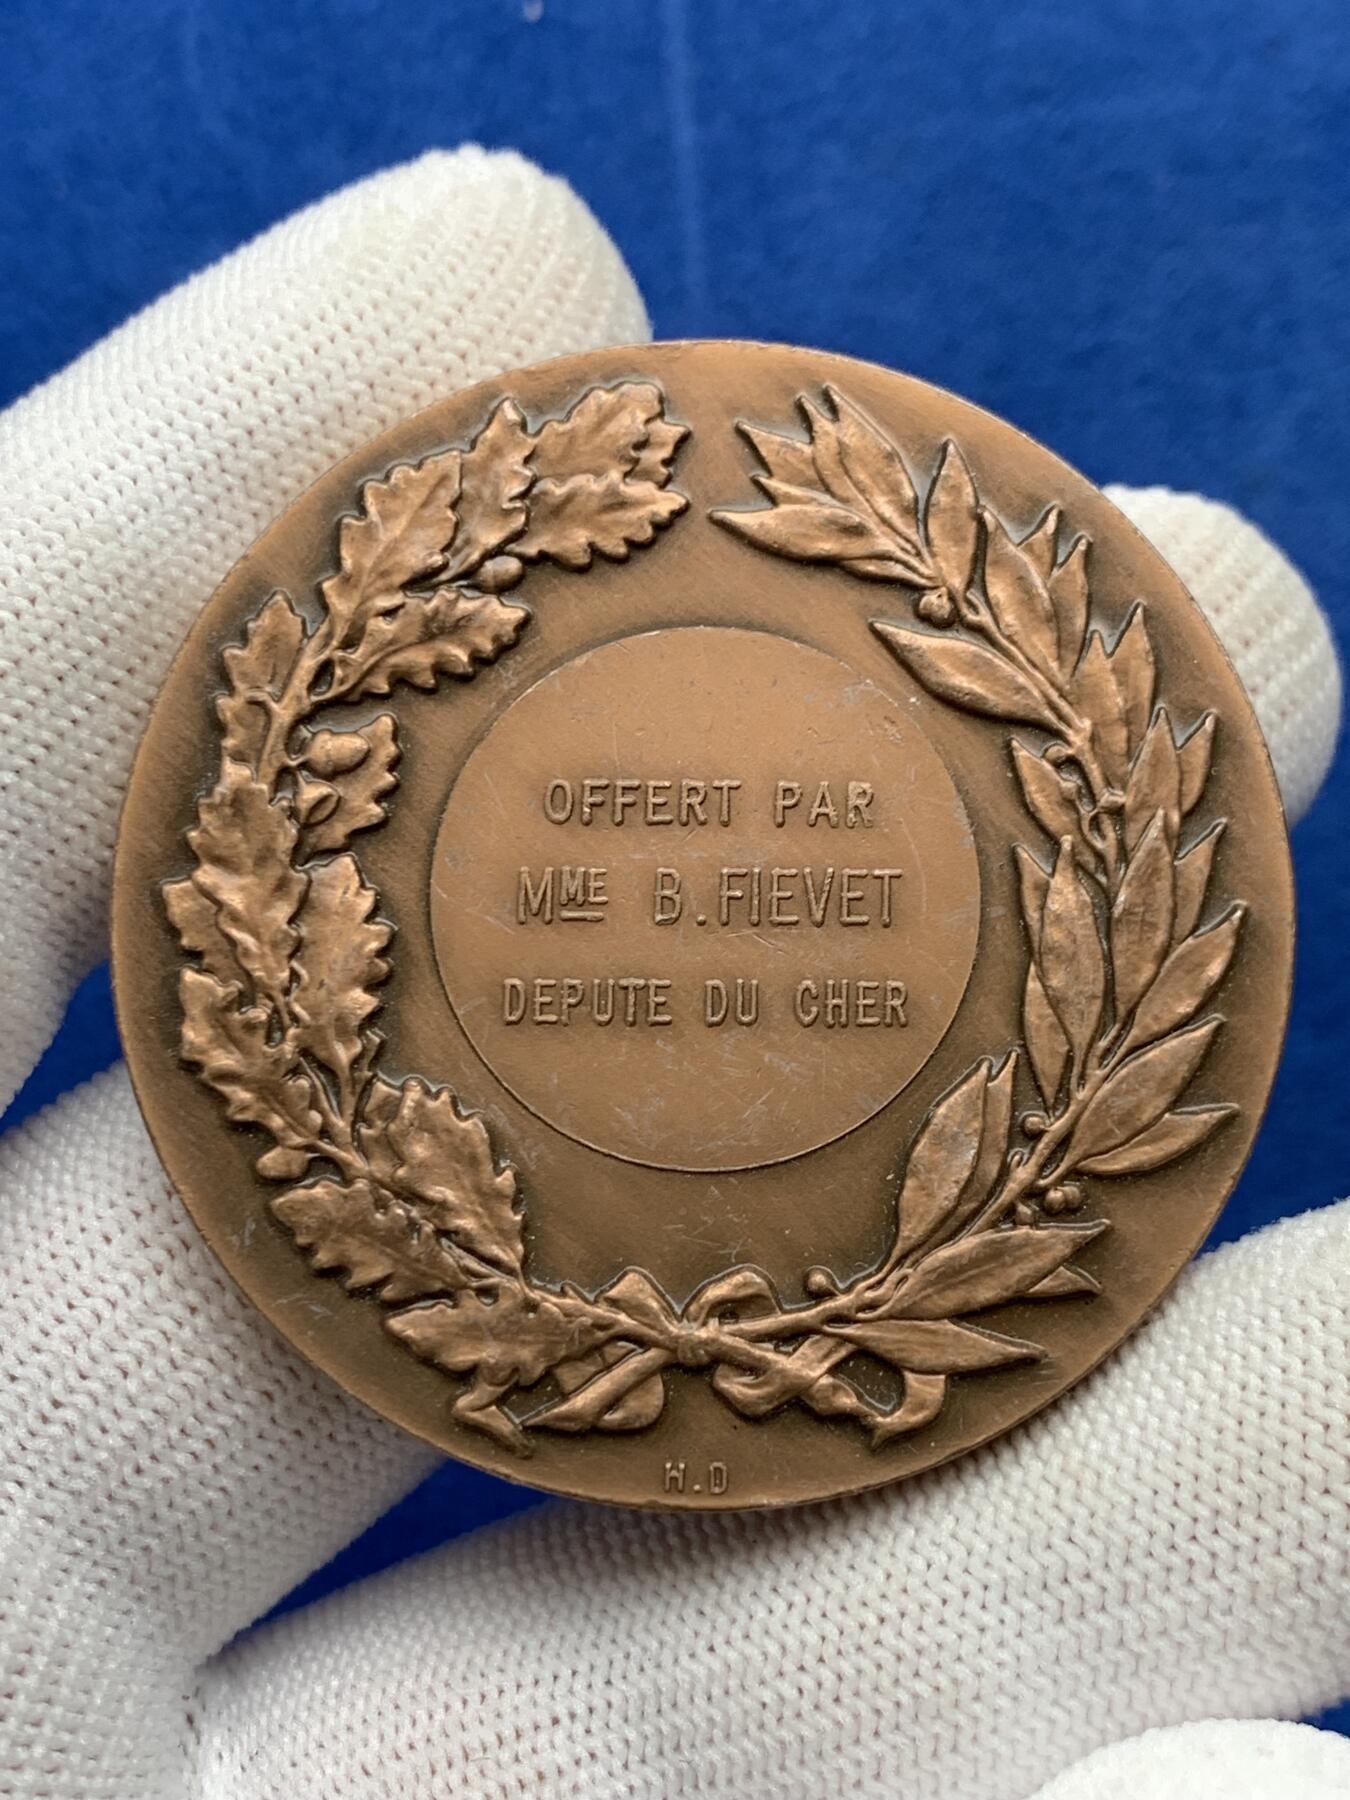 OFFERT PAR
MME B.FIEVET
DEPUTE DU CHER
H.D